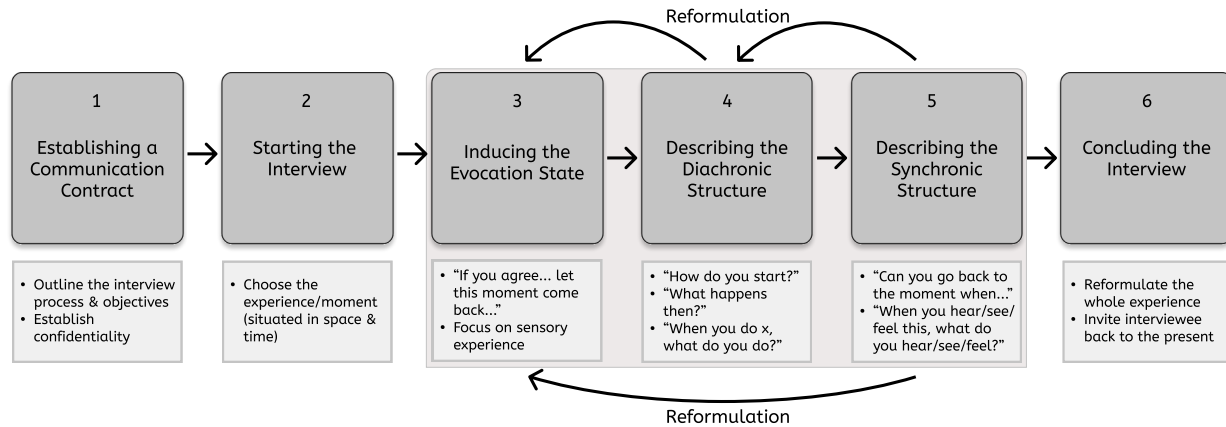 Reformulation
1
Establishing a
Communication
Contract
2
Starting the
Interview
3
Inducing the
Evocation State
4
Describing the
Diachronic
Structure
5
Describing the
Synchronic
Structure
6
Concluding the
Interview
• Outline the interview
process & objectives
• Establish
confidentiality
• Choose the
experience/moment
(situated in space &
time)
• “If you agree... let
this moment come
back...”
• Focus on sensory
experience
• “How do you start?”
• “What happens
then?”
• “When you do x,
what do you do?”
• “Can you go back to
the moment when...”
• “When you hear/see/
feel this, what do
you hear/see/feel?”
• Reformulate the
whole experience
• Invite interviewee
back to the present
Reformulation